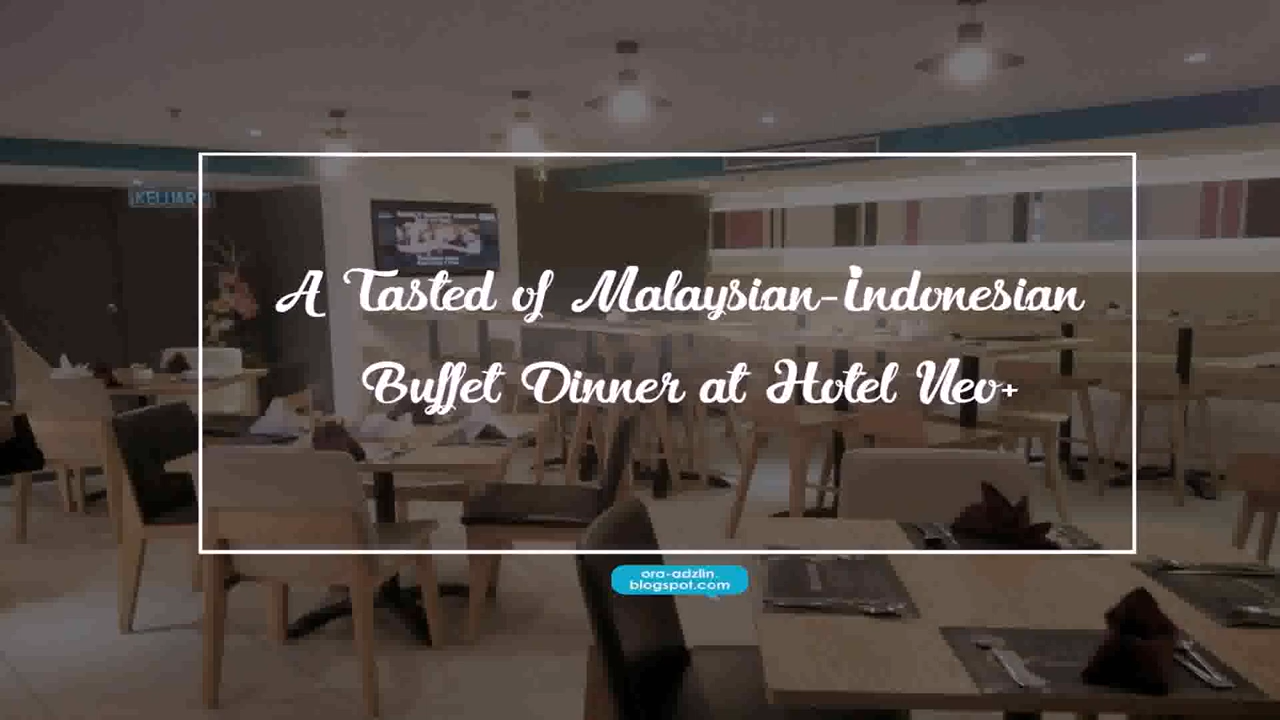 KELUAR
A Tasted of Malaysian-Indonesian
Buffet Dinner at Hotel Neo+
ora-adzlin.
blogspot.com